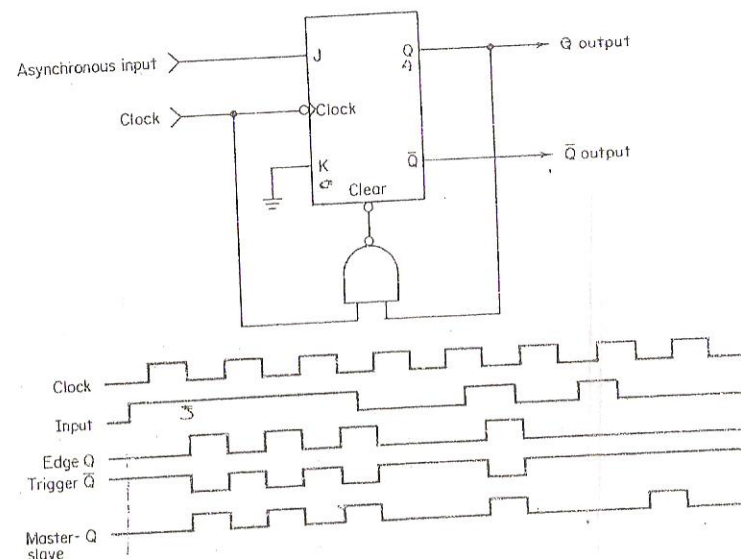 Asynchronous input
J
Q
Q output
Clock
Clock
K
Q̄
Q̄ output
Clear
Clock
Input
Edge Q
Trigger Q̄
Master- Q
slave